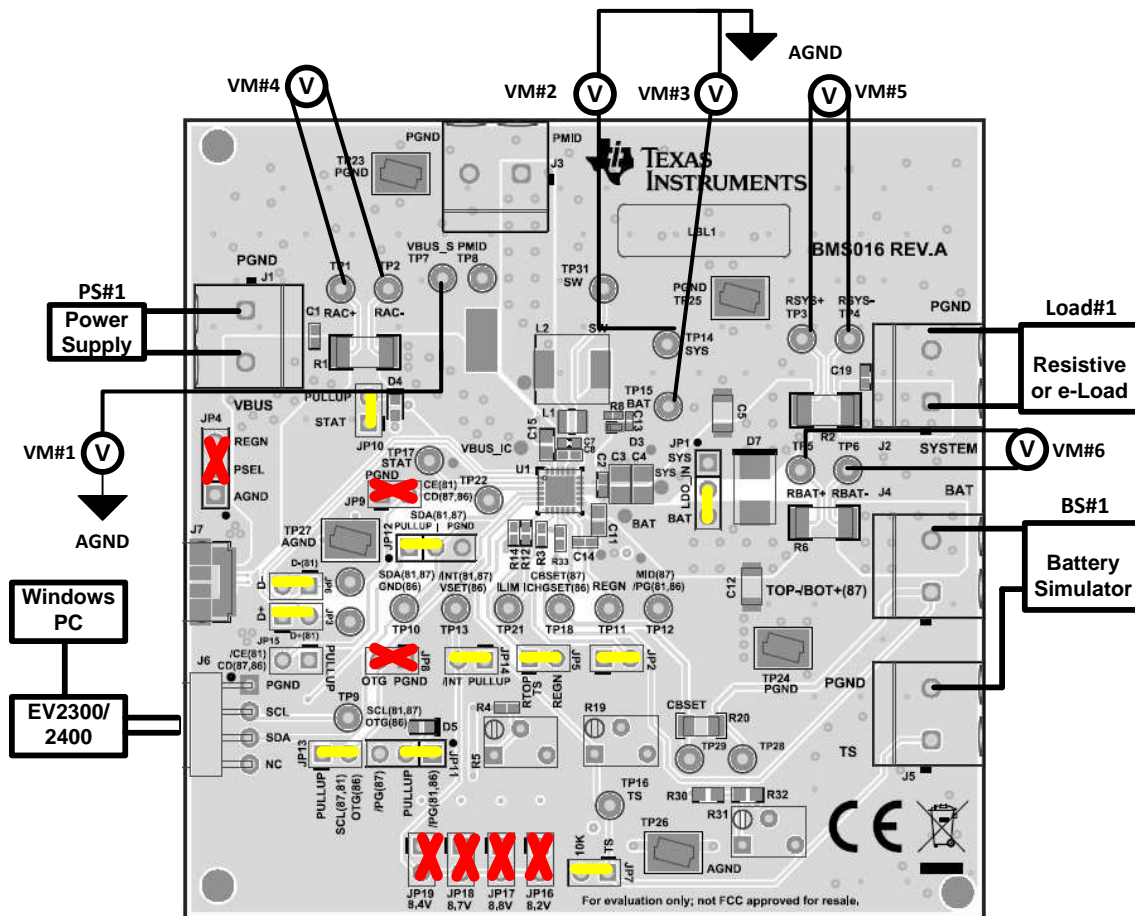 AGND
VM#4
VM#2
VM#3
VM#5
V
V
V
V
PGND
PMID
J3
TP23
PGND
TEXAS
INSTRUMENTS
LBL1
BMS016 REV.A
VBUS_S PMID
TP7
TP8
TP31
SW
PGND
TP25
PGND
J1
TP1
TP2
RAC+
RAC-
C1
R1
L2
SW
TP14
SYS
RSYS+
TP3
RSYS-
TP4
PGND
PS#1
Power
Supply
Load#1
Resistive
or e-Load
VBUS
JP4
REGN
PSEL
AGND
PULLUP
STAT
D4
JP10
TP15
BAT
C19
C5
R2
J2
SYSTEM
VM#1
V
AGND
TP17
STAT
VBUS_IC
L1
C15
R8
C13
C7
C6
U1
D3
C2
C3
C4
SYS
SYS
JP1
SYS
LDO_IN
BAT
D7
TP5
TP6
RBAT+
RBAT-
V
VM#6
J4
BAT
PGND
JP9
CE(81)
CD(87,86)
TP22
SDA(81,87)
PULLUP
PGND
JP12
TP27
AGND
J7
R14
R12
R3
R33
C14
C11
BAT
R6
BS#1
Battery
Simulator
D-
D-(81)
JP6
D+
D+(81)
JP3
SDA(81,87)
GND(86)
/INT(81,87)
VSET(86)
ILIM
CBSET(87)
ICHGSET(86)
REGN
MID(87)
/PG(81,86)
TP10
TP13
TP21
TP18
TP11
TP12
C12
TOP-/BOT+(87)
Windows
PC
JP15
/CE(81)
CD(87,86)
PULLUP
OTG
PGND
JP8
/INT
PULLUP
JP14
RTOP
TS
REGN
JP5
JP2
TP24
PGND
PGND
J6
PGND
SCL
SDA
NC
EV2300/
2400
TP9
SCL(81,87)
OTG(86)
D5
R4
R5
R19
CBSET
R20
TP29
TP28
TS
J5
JP13
PULLUP
SCL(87,81)
OTG(86)
/PG(87)
PULLUP
/PG(81,86)
JP11
TP16
TS
R30
R32
R31
TP26
AGND
CE
10K
TS
JP7
JP19
8,4V
JP18
8,7V
JP17
8,8V
JP16
8,2V
For evaluation only; not FCC approved for resale.